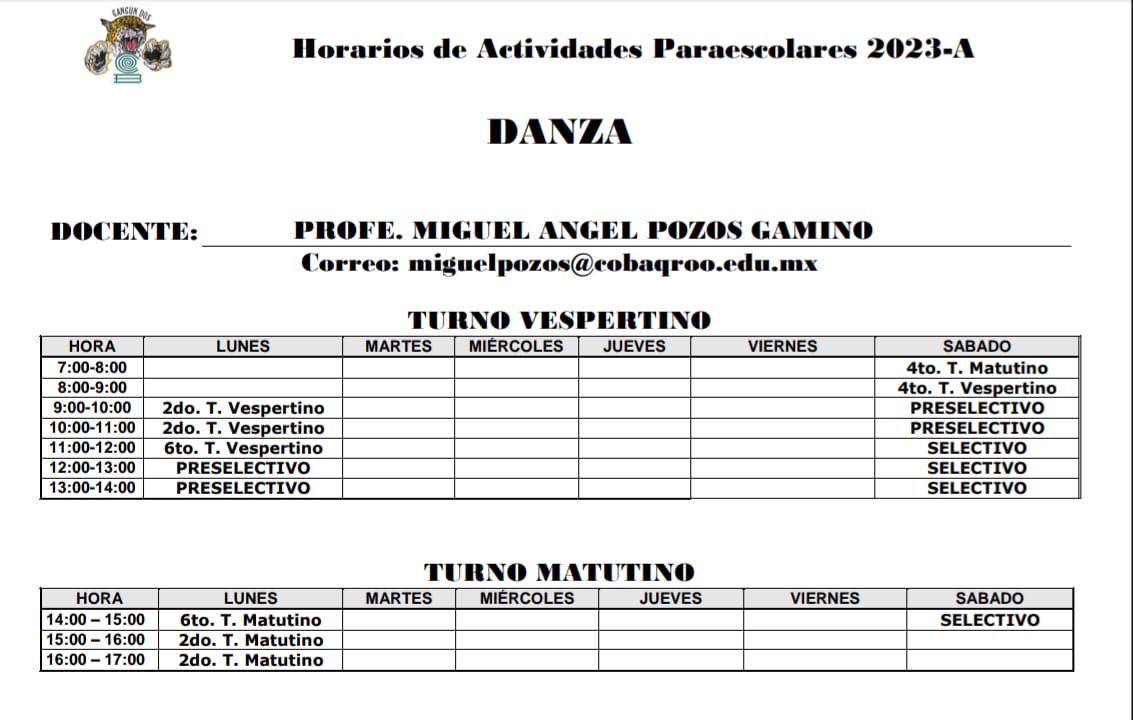 CANCUN DOS
Horarios de Actividades Paraescolares 2023-A
DANZA
DOCENTE: PROFE. MIGUEL ANGEL POZOS GAMINO
Correo: miguelpozos@cobaqroo.edu.mx
TURNO VESPERTINO
HORA LUNES MARTES MIÉRCOLES JUEVES VIERNES SABADO
7:00-8:00 4to. T. Matutino
8:00-9:00 4to. T. Vespertino
9:00-10:00 2do. T. Vespertino PRESELECTIVO
10:00-11:00 2do. T. Vespertino PRESELECTIVO
11:00-12:00 6to. T. Vespertino SELECTIVO
12:00-13:00 PRESELECTIVO SELECTIVO
13:00-14:00 PRESELECTIVO SELECTIVO
TURNO MATUTINO
HORA LUNES MARTES MIÉRCOLES JUEVES VIERNES SABADO
14:00 – 15:00 6to. T. Matutino SELECTIVO
15:00 – 16:00 2do. T. Matutino
16:00 – 17:00 2do. T. Matutino